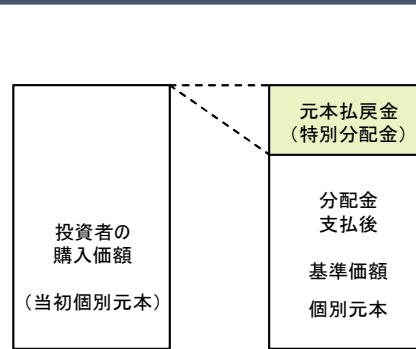 投資者の
購入価額
（当初個別元本）
元本払戻金
（特別分配金）
分配金
支払後
基準価額
個別元本